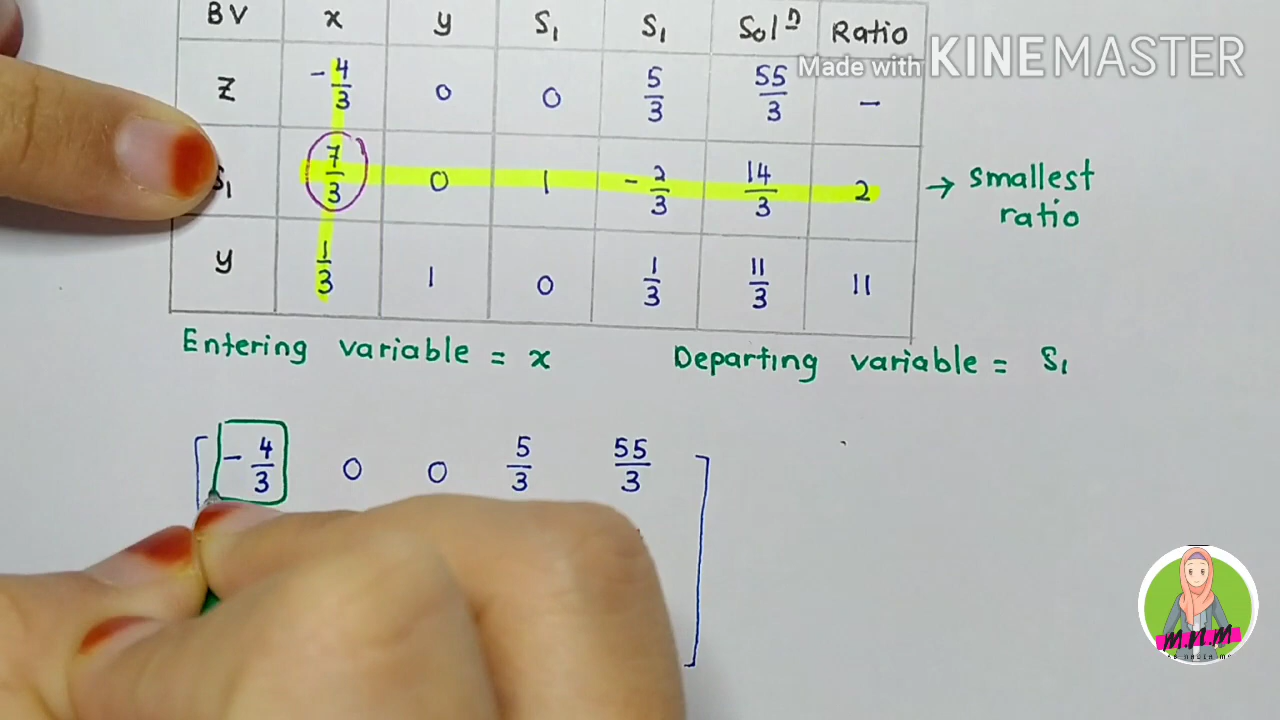 BV x y S₁ S₁ Solⁿ Ratio
Made with KINEMASTER
Z -4/3 0 0 5/3 55/3 -
S₁ 7/3 0 1 -2/3 14/3 2 → smallest ratio
y 1/3 1 0 1/3 11/3 11
Entering variable = x Departing variable = S₁
-4/3 0 0 5/3 55/3
M.N.M